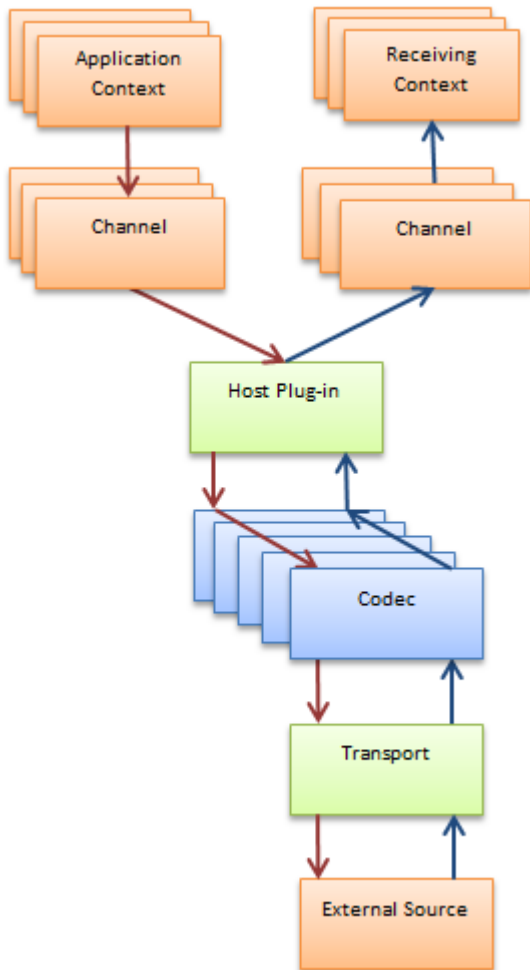 Application
Context
Receiving
Context
Channel
Channel
Host Plug-in
Codec
Transport
External Source